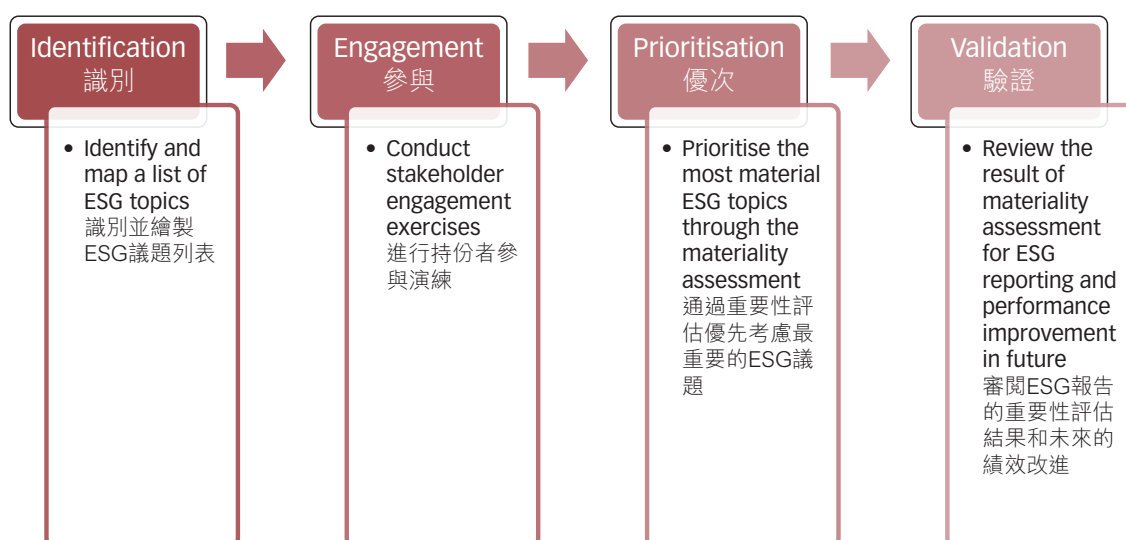 Identification
識別
• Identify and
map a list of
ESG topics
識別並繪製
ESG議題列表
Engagement
參與
• Conduct
stakeholder
engagement
exercises
進行持份者參
與演練
Prioritisation
優次
• Prioritise the
most material
ESG topics
through the
materiality
assessment
通過重要性評
估優先考慮最
重要的ESG議
題
Validation
驗證
• Review the
result of
materiality
assessment
for ESG
reporting and
performance
improvement
in future
審閱ESG報告
的重要性評估
結果和未來的
績效改進